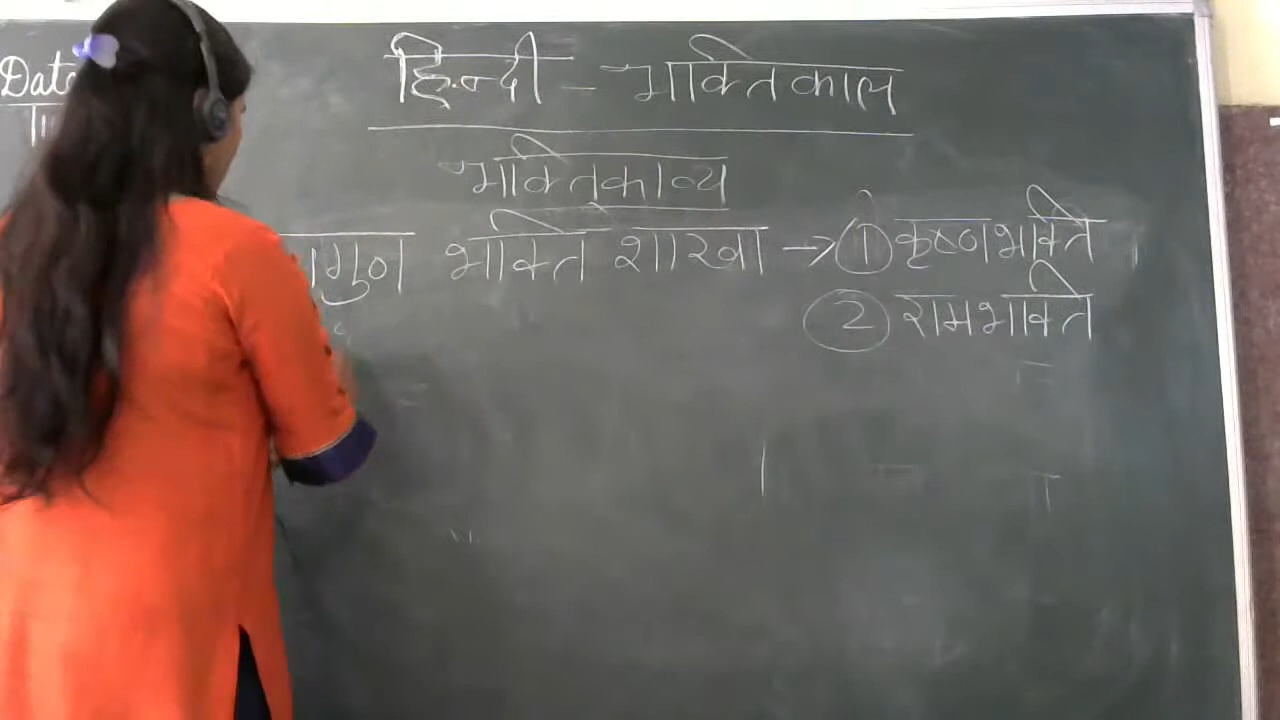 Date
हिन्दी – भक्तिकाल
भक्तिकाव्य
भक्ति शाखा → ① कृष्णभक्ति
② रामभक्ति